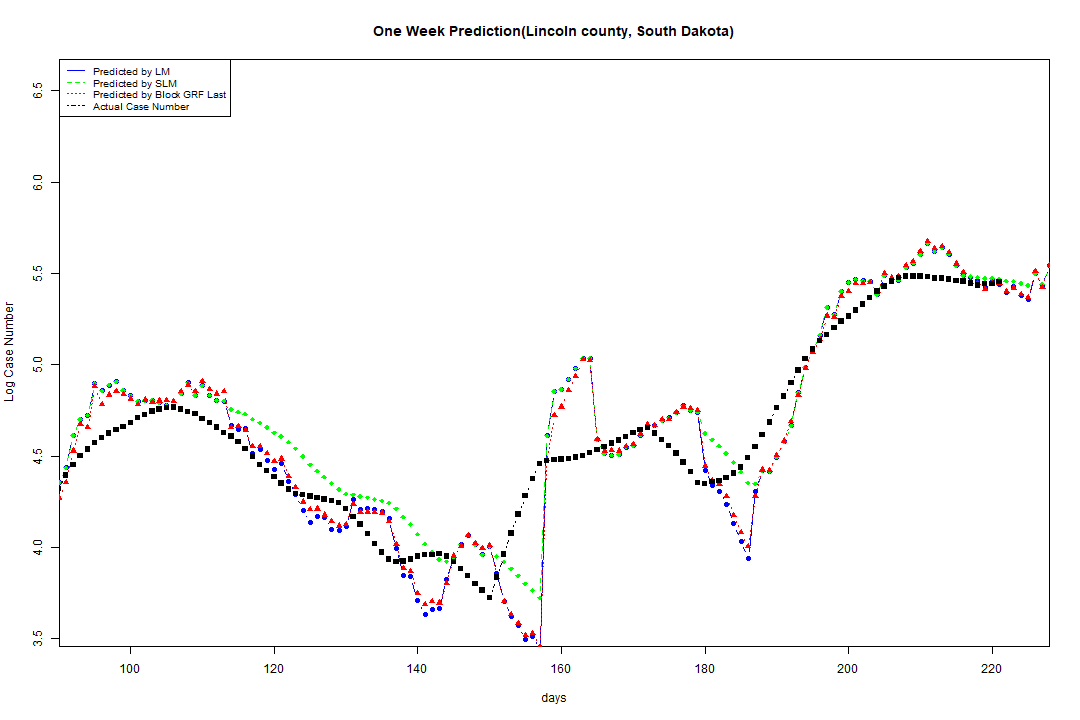 One Week Prediction(Lincoln county, South Dakota)
Predicted by LM
Predicted by SLM
Predicted by Block GRF Last
Actual Case Number
Log Case Number
6.5
6.0
5.5
5.0
4.5
4.0
3.5
100 120 140 160 180 200 220
days